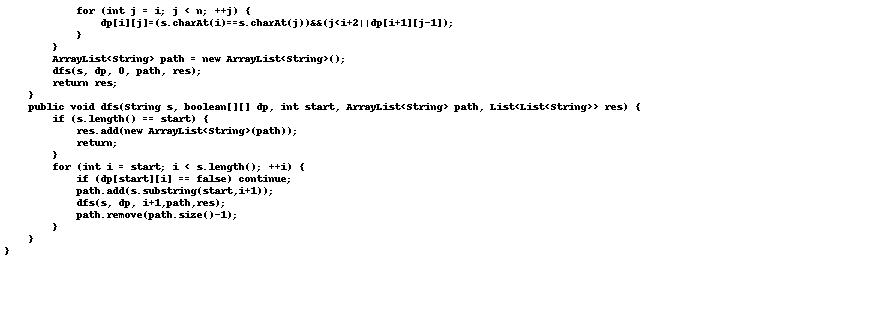 for (int j = i; j < n; ++j) {
dp[i][j]=(s.charAt(i)==s.charAt(j))&&(j<i+2||dp[i+1][j-1]);
}
}
ArrayList<String> path = new ArrayList<String>();
dfs(s, dp, 0, path, res);
return res;
}
public void dfs(String s, boolean[][] dp, int start, ArrayList<String> path, List<List<String>> res) {
if (s.length() == start) {
res.add(new ArrayList<String>(path));
return;
}
for (int i = start; i < s.length(); ++i) {
if (dp[start][i] == false) continue;
path.add(s.substring(start,i+1));
dfs(s, dp, i+1,path,res);
path.remove(path.size()-1);
}
}
}